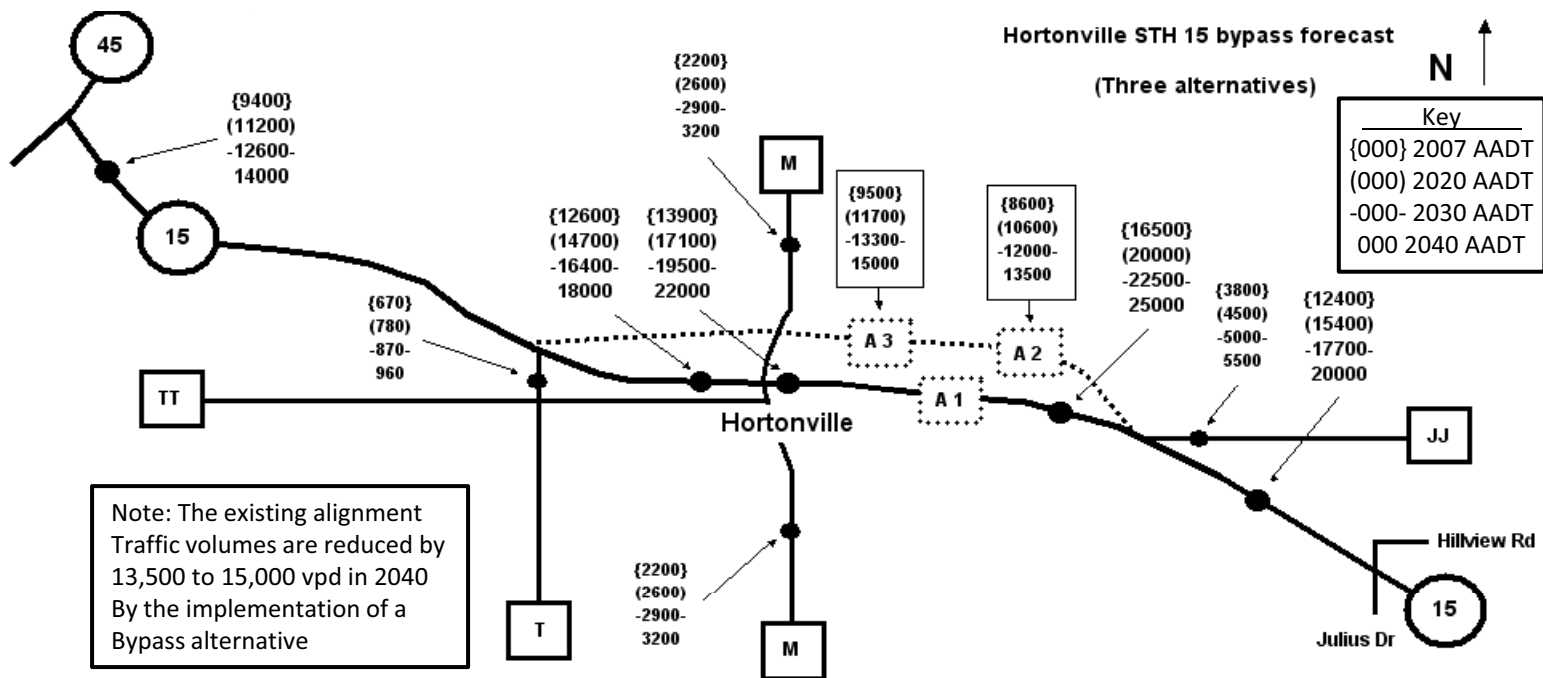 45
Hortonville STH 15 bypass forecast
(Three alternatives)
N
Key
{000} 2007 AADT
(000) 2020 AADT
-000- 2030 AADT
000 2040 AADT
{9400}
(11200)
-12600-
14000
{2200}
(2600)
-2900-
3200
M
15
{12600}
(14700)
-16400-
18000
{13900}
(17100)
-19500-
22000
{9500}
(11700)
-13300-
15000
{8600}
(10600)
-12000-
13500
{16500}
(20000)
-22500-
25000
{3800}
(4500)
-5000-
5500
{12400}
(15400)
-17700-
20000
{670}
(780)
-870-
960
A 3
A 2
A 1
TT
Hortonville
JJ
Note: The existing alignment
Traffic volumes are reduced by
13,500 to 15,000 vpd in 2040
By the implementation of a
Bypass alternative
T
{2200}
(2600)
-2900-
3200
M
Hillview Rd
15
Julius Dr